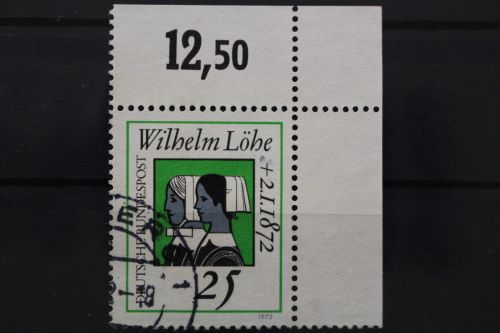 12,50
Wilhelm Löhe
+ 2.1.1872
DEUTSCHE BUNDESPOST
25
1972